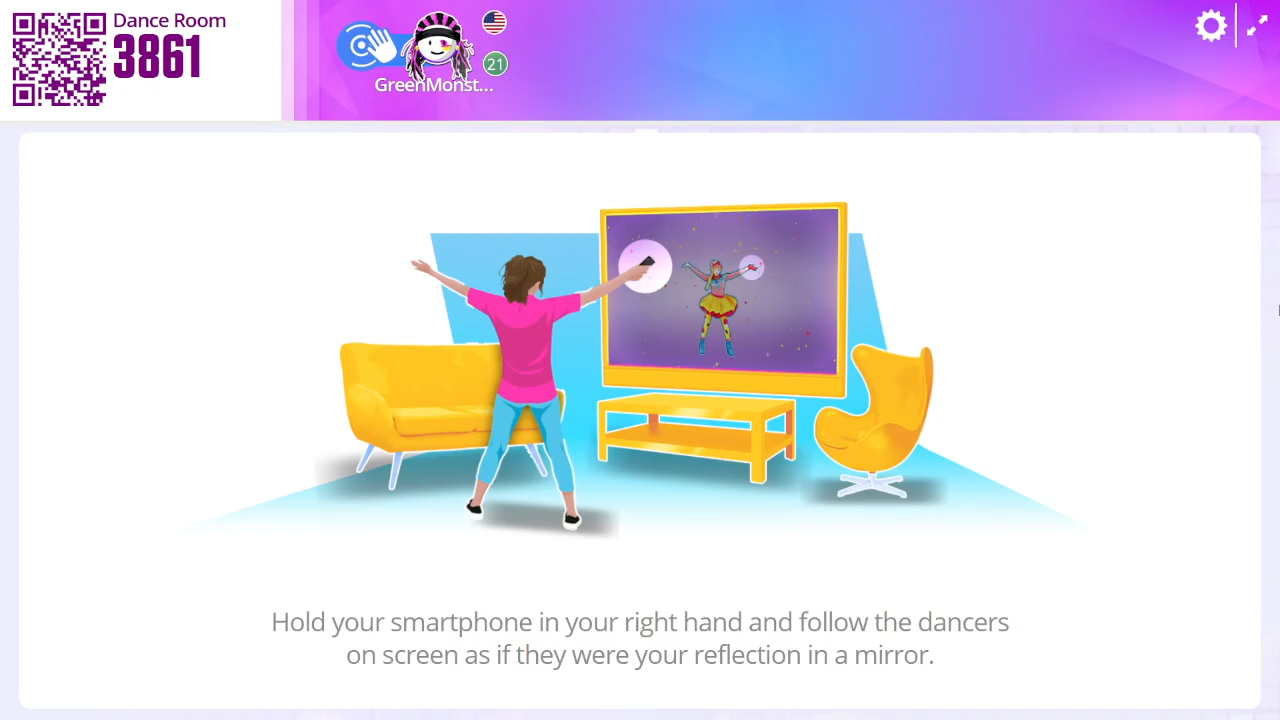 Dance Room
3861
21
GreenMonst...
Hold your smartphone in your right hand and follow the dancers
on screen as if they were your reflection in a mirror.